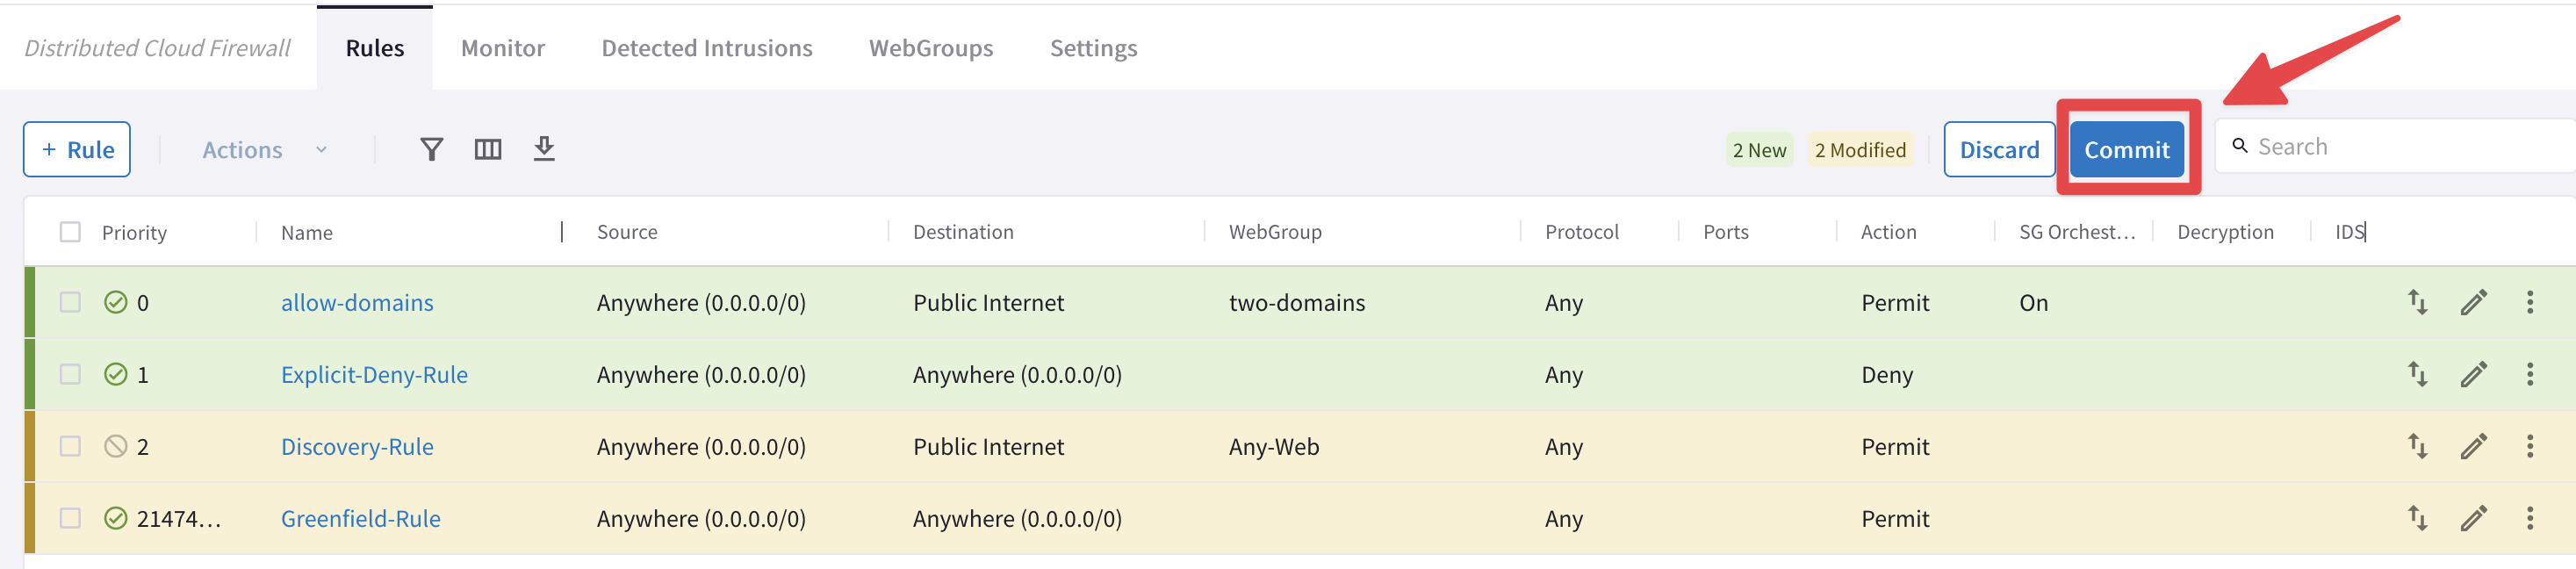 Distributed Cloud Firewall Rules Monitor Detected Intrusions WebGroups Settings
+ Rule Actions 2 New 2 Modified Discard Commit Search
Priority Name Source Destination WebGroup Protocol Ports Action SG Orchest... Decryption IDS
0 allow-domains Anywhere (0.0.0.0/0) Public Internet two-domains Any Permit On
1 Explicit-Deny-Rule Anywhere (0.0.0.0/0) Anywhere (0.0.0.0/0) Any Deny
2 Discovery-Rule Anywhere (0.0.0.0/0) Public Internet Any-Web Any Permit
21474... Greenfield-Rule Anywhere (0.0.0.0/0) Anywhere (0.0.0.0/0) Any Permit